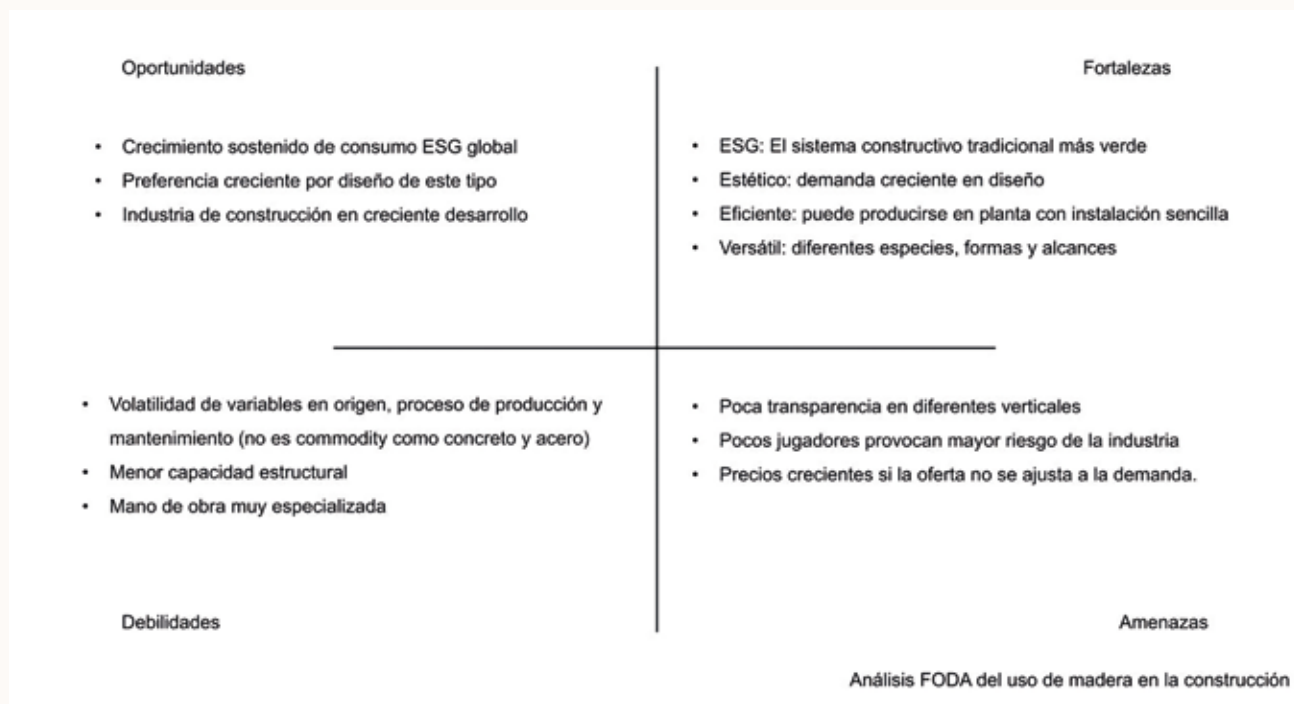 Oportunidades
• Crecimiento sostenido de consumo ESG global
• Preferencia creciente por diseño de este tipo
• Industria de construcción en creciente desarrollo
Fortalezas
• ESG: El sistema constructivo tradicional más verde
• Estético: demanda creciente en diseño
• Eficiente: puede producirse en planta con instalación sencilla
• Versátil: diferentes especies, formas y alcances
• Volatilidad de variables en origen, proceso de producción y
mantenimiento (no es commodity como concreto y acero)
• Menor capacidad estructural
• Mano de obra muy especializada
Debilidades
• Poca transparencia en diferentes verticales
• Pocos jugadores provocan mayor riesgo de la industria
• Precios crecientes si la oferta no se ajusta a la demanda.
Amenazas
Análisis FODA del uso de madera en la construcción